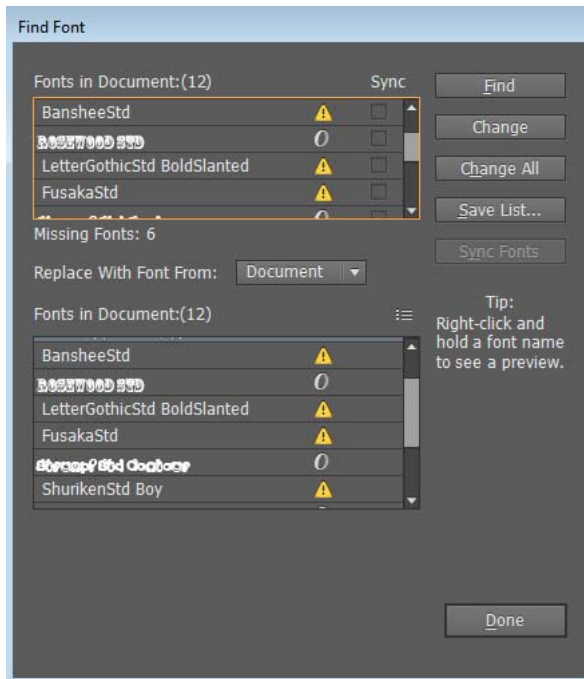 Find Font
Fonts in Document:(12) Sync
BansheeStd
ROSEWOOD STD
LetterGothicStd BoldSlanted
FusakaStd
Missing Fonts: 6
Replace With Font From: Document
Fonts in Document:(12)
BansheeStd
ROSEWOOD STD
LetterGothicStd BoldSlanted
FusakaStd
Std
ShurikenStd Boy
Find
Change
Change All
Save List...
Sync Fonts
Tip:
Right-click and
hold a font name
to see a preview.
Done